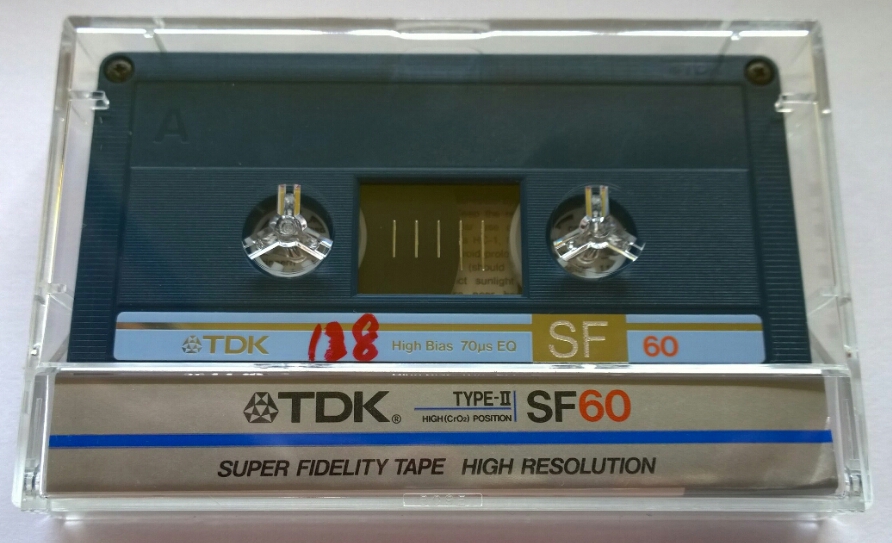 TDK
A
TDK 138 High Bias 70µs EQ SF 60
TDK® TYPE-II SF60
HIGH (CrO₂) POSITION
SUPER FIDELITY TAPE HIGH RESOLUTION